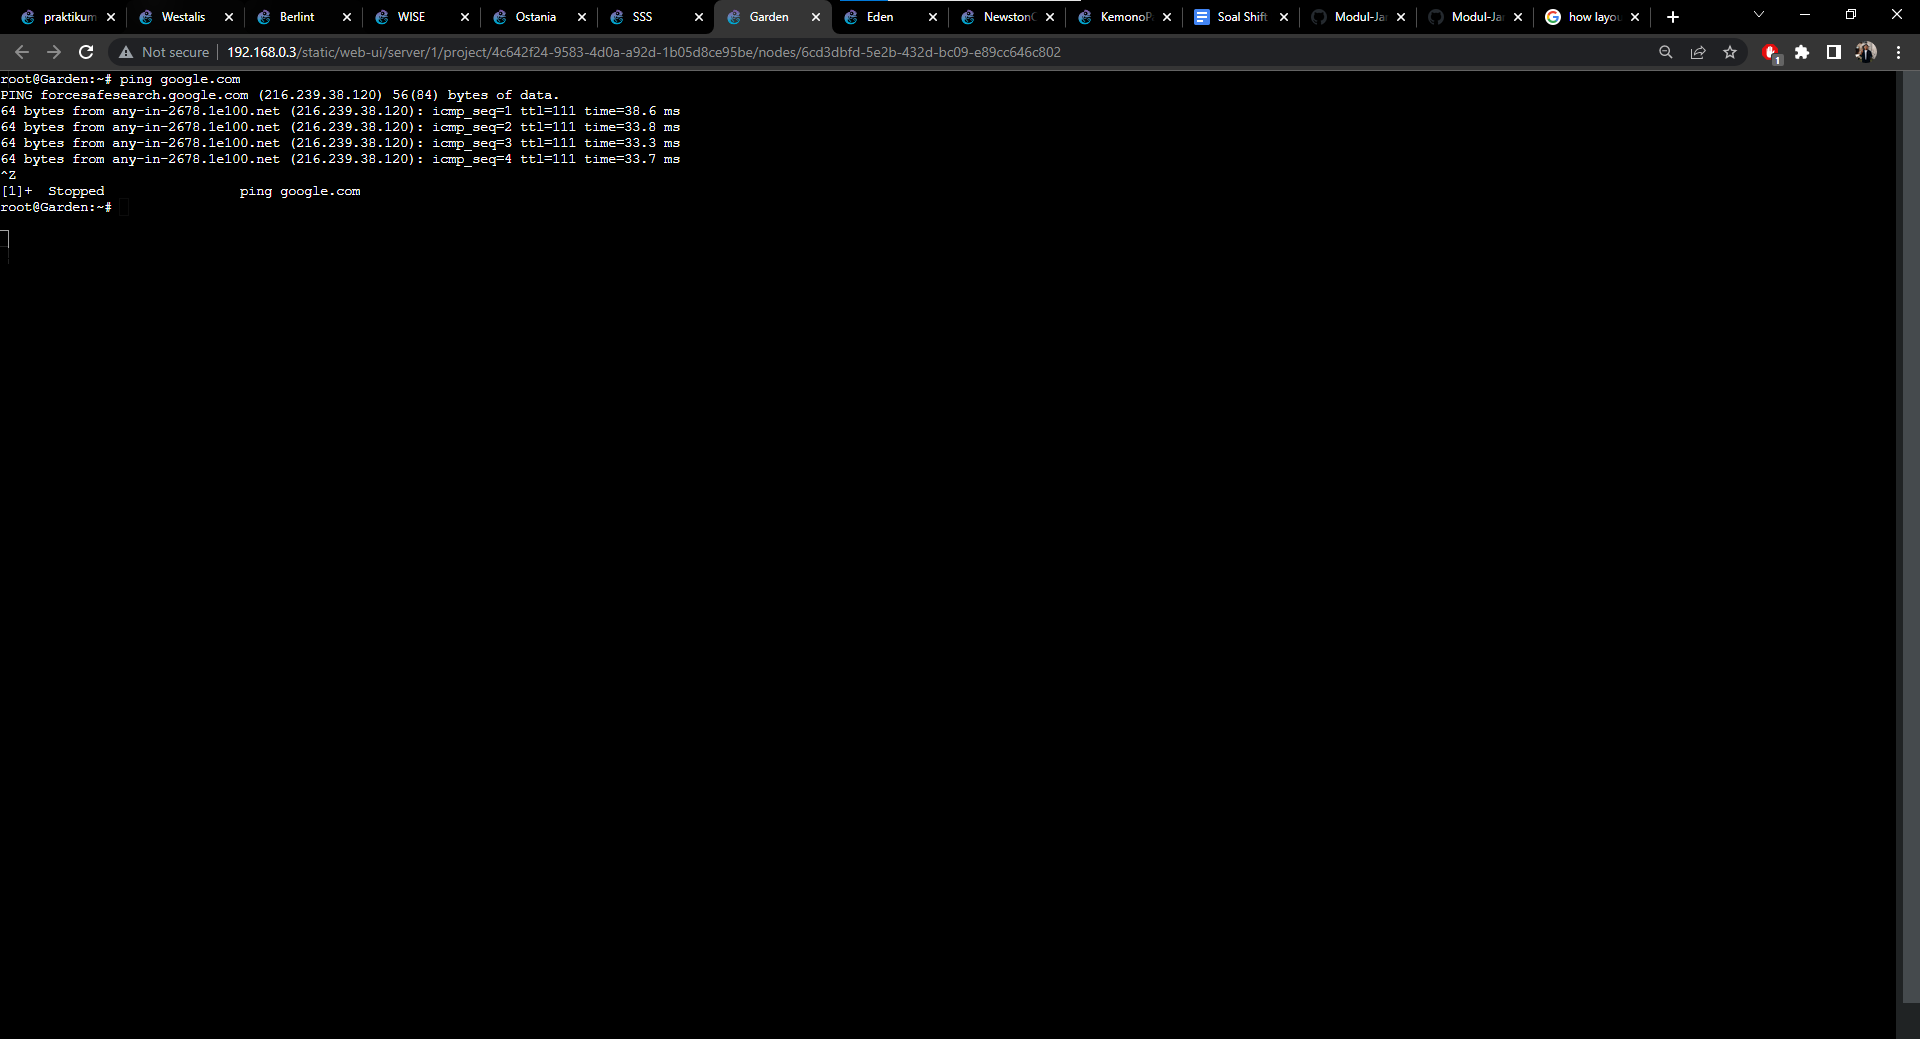 praktikum Westalis Berlint WISE Ostania SSS Garden Eden Newston KemonoP Soal Shift Modul-Ja Modul-Ja how layou
Not secure 192.168.0.3/static/web-ui/server/1/project/4c642f24-9583-4d0a-a92d-1b05d8ce95be/nodes/6cd3dbfd-5e2b-432d-bc09-e89cc646c802 1
root@Garden:~# ping google.com
PING forcesafesearch.google.com (216.239.38.120) 56(84) bytes of data.
64 bytes from any-in-2678.1e100.net (216.239.38.120): icmp_seq=1 ttl=111 time=38.6 ms
64 bytes from any-in-2678.1e100.net (216.239.38.120): icmp_seq=2 ttl=111 time=33.8 ms
64 bytes from any-in-2678.1e100.net (216.239.38.120): icmp_seq=3 ttl=111 time=33.3 ms
64 bytes from any-in-2678.1e100.net (216.239.38.120): icmp_seq=4 ttl=111 time=33.7 ms
^Z
[1]+  Stopped                 ping google.com
root@Garden:~#